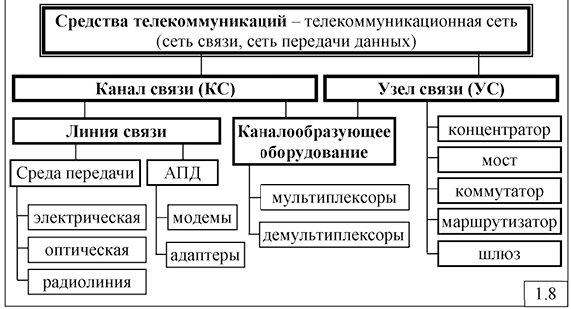 Средства телекоммуникаций – телекоммуникационная сеть
(сеть связи, сеть передачи данных)
Канал связи (КС)
Узел связи (УС)
Линия связи
Каналообразующее
оборудование
Среда передачи
АПД
электрическая
оптическая
радиолиния
модемы
адаптеры
мультиплексоры
демультиплексоры
концентратор
мост
коммутатор
маршрутизатор
шлюз
1.8